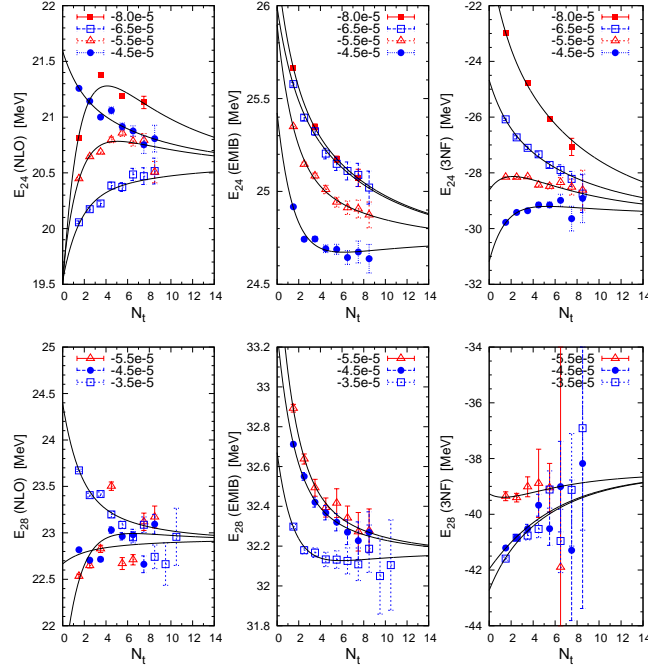 -8.0e-5
-6.5e-5
-5.5e-5
-4.5e-5
E24 (NLO) [MeV]
22
21.5
21
20.5
20
19.5
0 2 4 6 8 10 12 14
Nt
-8.0e-5
-6.5e-5
-5.5e-5
-4.5e-5
E24 (EMIB) [MeV]
26
25.5
25
24.6
0 2 4 6 8 10 12 14
Nt
-8.0e-5
-6.5e-5
-5.5e-5
-4.5e-5
E24 (3NF) [MeV]
-22
-24
-26
-28
-30
-32
0 2 4 6 8 10 12 14
Nt
-5.5e-5
-4.5e-5
-3.5e-5
E28 (NLO) [MeV]
25
24.5
24
23.5
23
22.5
22
0 2 4 6 8 10 12 14
Nt
-5.5e-5
-4.5e-5
-3.5e-5
E28 (EMIB) [MeV]
33.2
32.8
32.4
32
31.8
0 2 4 6 8 10 12 14
Nt
-5.5e-5
-4.5e-5
-3.5e-5
E28 (3NF) [MeV]
-34
-36
-38
-40
-42
-44
0 2 4 6 8 10 12 14
Nt